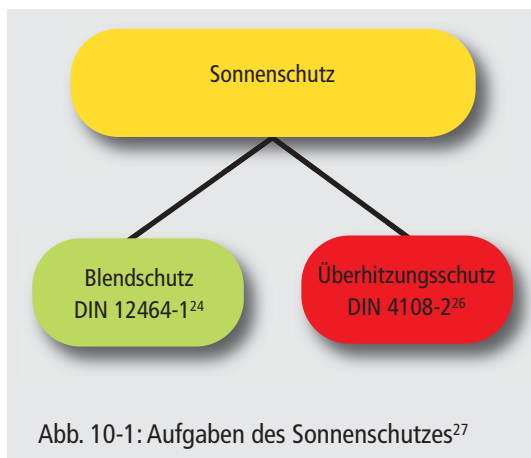 Sonnenschutz
Blendschutz
DIN 12464-1²⁴
Überhitzungsschutz
DIN 4108-2²⁶
Abb. 10-1: Aufgaben des Sonnenschutzes²⁷